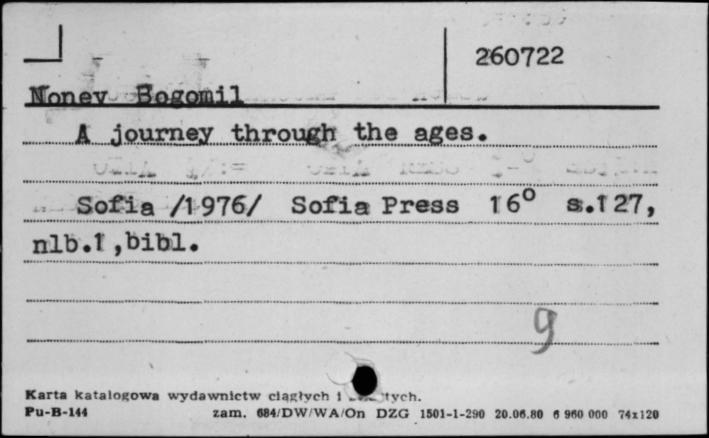 260722
Nonev Bogomil
A journey through the ages.
Sofia /1976/ Sofia Press 16° s.127,
nlb.1,bibl.
9
Karta katalogowa wydawnictw ciągłych i tych.
Pu-B-144 zam. 684/DW/WA/On DZG 1501-1-290 20.06.80 6 960 000 74x120